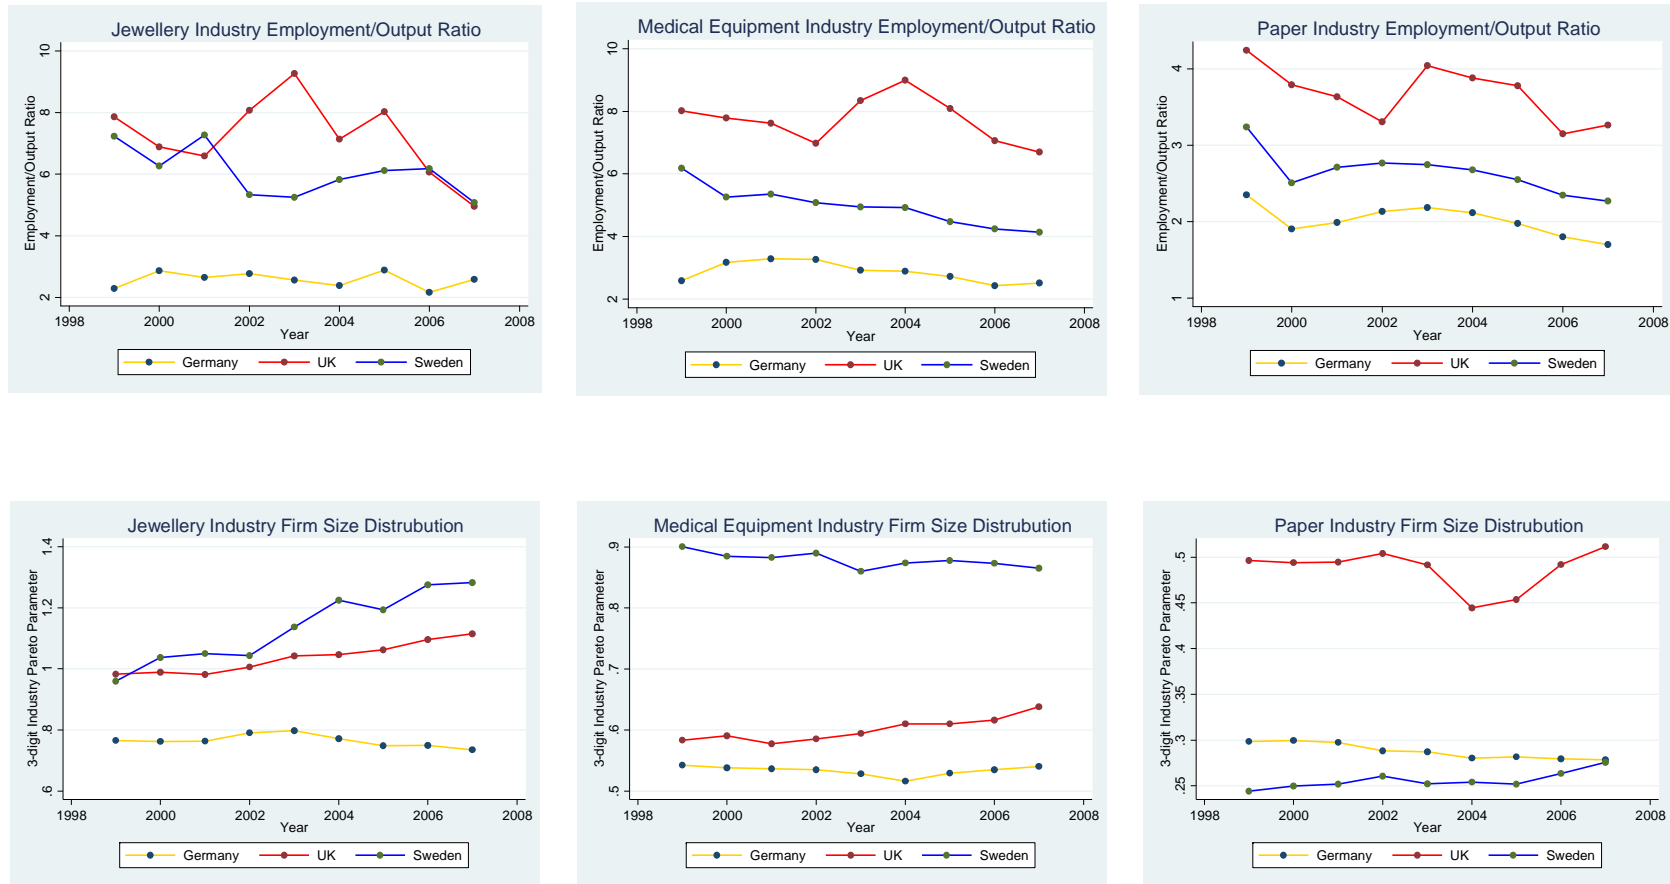 Jewellery Industry Employment/Output Ratio
Employment/Output Ratio
10
8
6
4
2
1998 2000 2002 2004 2006 2008
Year
Germany UK Sweden
Medical Equipment Industry Employment/Output Ratio
Employment/Output Ratio
10
8
6
4
2
1998 2000 2002 2004 2006 2008
Year
Germany UK Sweden
Paper Industry Employment/Output Ratio
Employment/Output Ratio
4
3
2
1
1998 2000 2002 2004 2006 2008
Year
Germany UK Sweden
Jewellery Industry Firm Size Distrubution
3-digit Industry Pareto Parameter
1.4
1.2
1
.8
.6
1998 2000 2002 2004 2006 2008
Year
Germany UK Sweden
Medical Equipment Industry Firm Size Distrubution
3-digit Industry Pareto Parameter
.9
.8
.7
.6
.5
1998 2000 2002 2004 2006 2008
Year
Germany UK Sweden
Paper Industry Firm Size Distrubution
3-digit Industry Pareto Parameter
.5
.45
.4
.35
.3
.25
1998 2000 2002 2004 2006 2008
Year
Germany UK Sweden